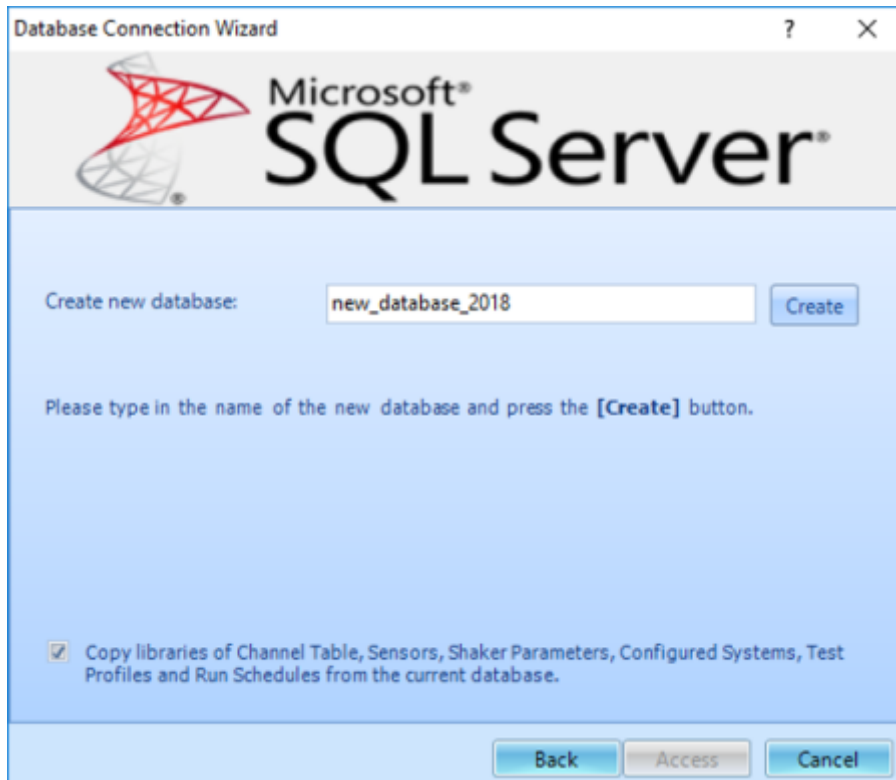 Database Connection Wizard ?
Microsoft®
SQL Server®
®
Create new database: new_database_2018 Create
Please type in the name of the new database and press the [Create] button.
Copy libraries of Channel Table, Sensors, Shaker Parameters, Configured Systems, Test
Profiles and Run Schedules from the current database.
Back Access Cancel